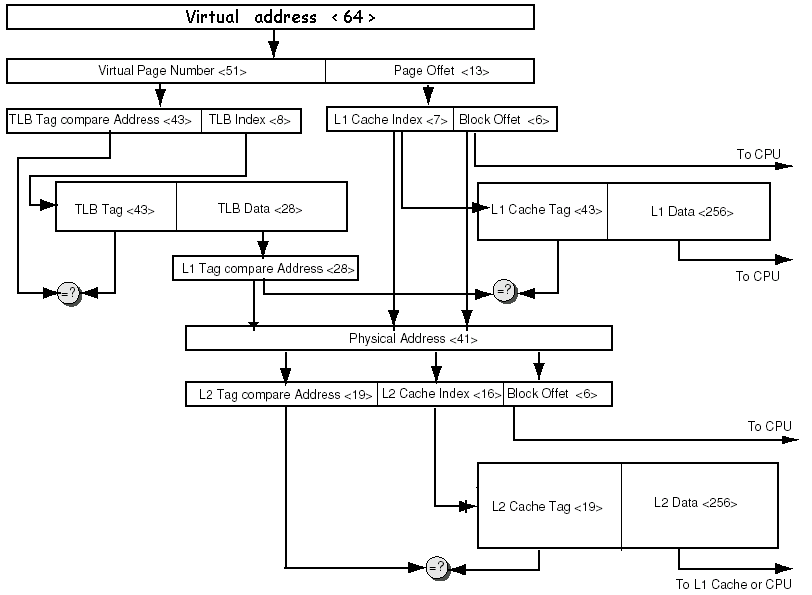 Virtual address < 64 >
Virtual Page Number <51> Page Offet <13>
TLB Tag compare Address <43> TLB Index <8> L1 Cache Index <7> Block Offet <6>
To CPU
TLB Tag <43> TLB Data <28> L1 Cache Tag <43> L1 Data <256>
L1 Tag compare Address <28> To CPU
=? =?
Physical Address <41>
L2 Tag compare Address <19> L2 Cache Index <16> Block Offet <6>
To CPU
L2 Cache Tag <19> L2 Data <256>
=?
To L1 Cache or CPU